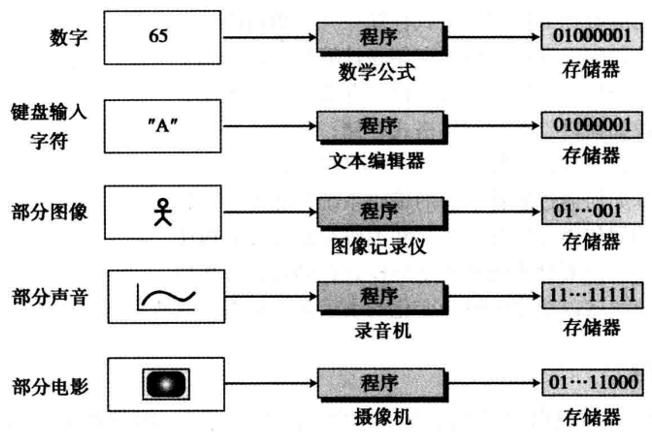 数字 65 程序 01000001
数学公式 存储器
键盘输入
字符 "A" 程序 01000001
文本编辑器 存储器
部分图像 程序 01…001
图像记录仪 存储器
部分声音 程序 11…11111
录音机 存储器
部分电影 程序 01…11000
摄像机 存储器